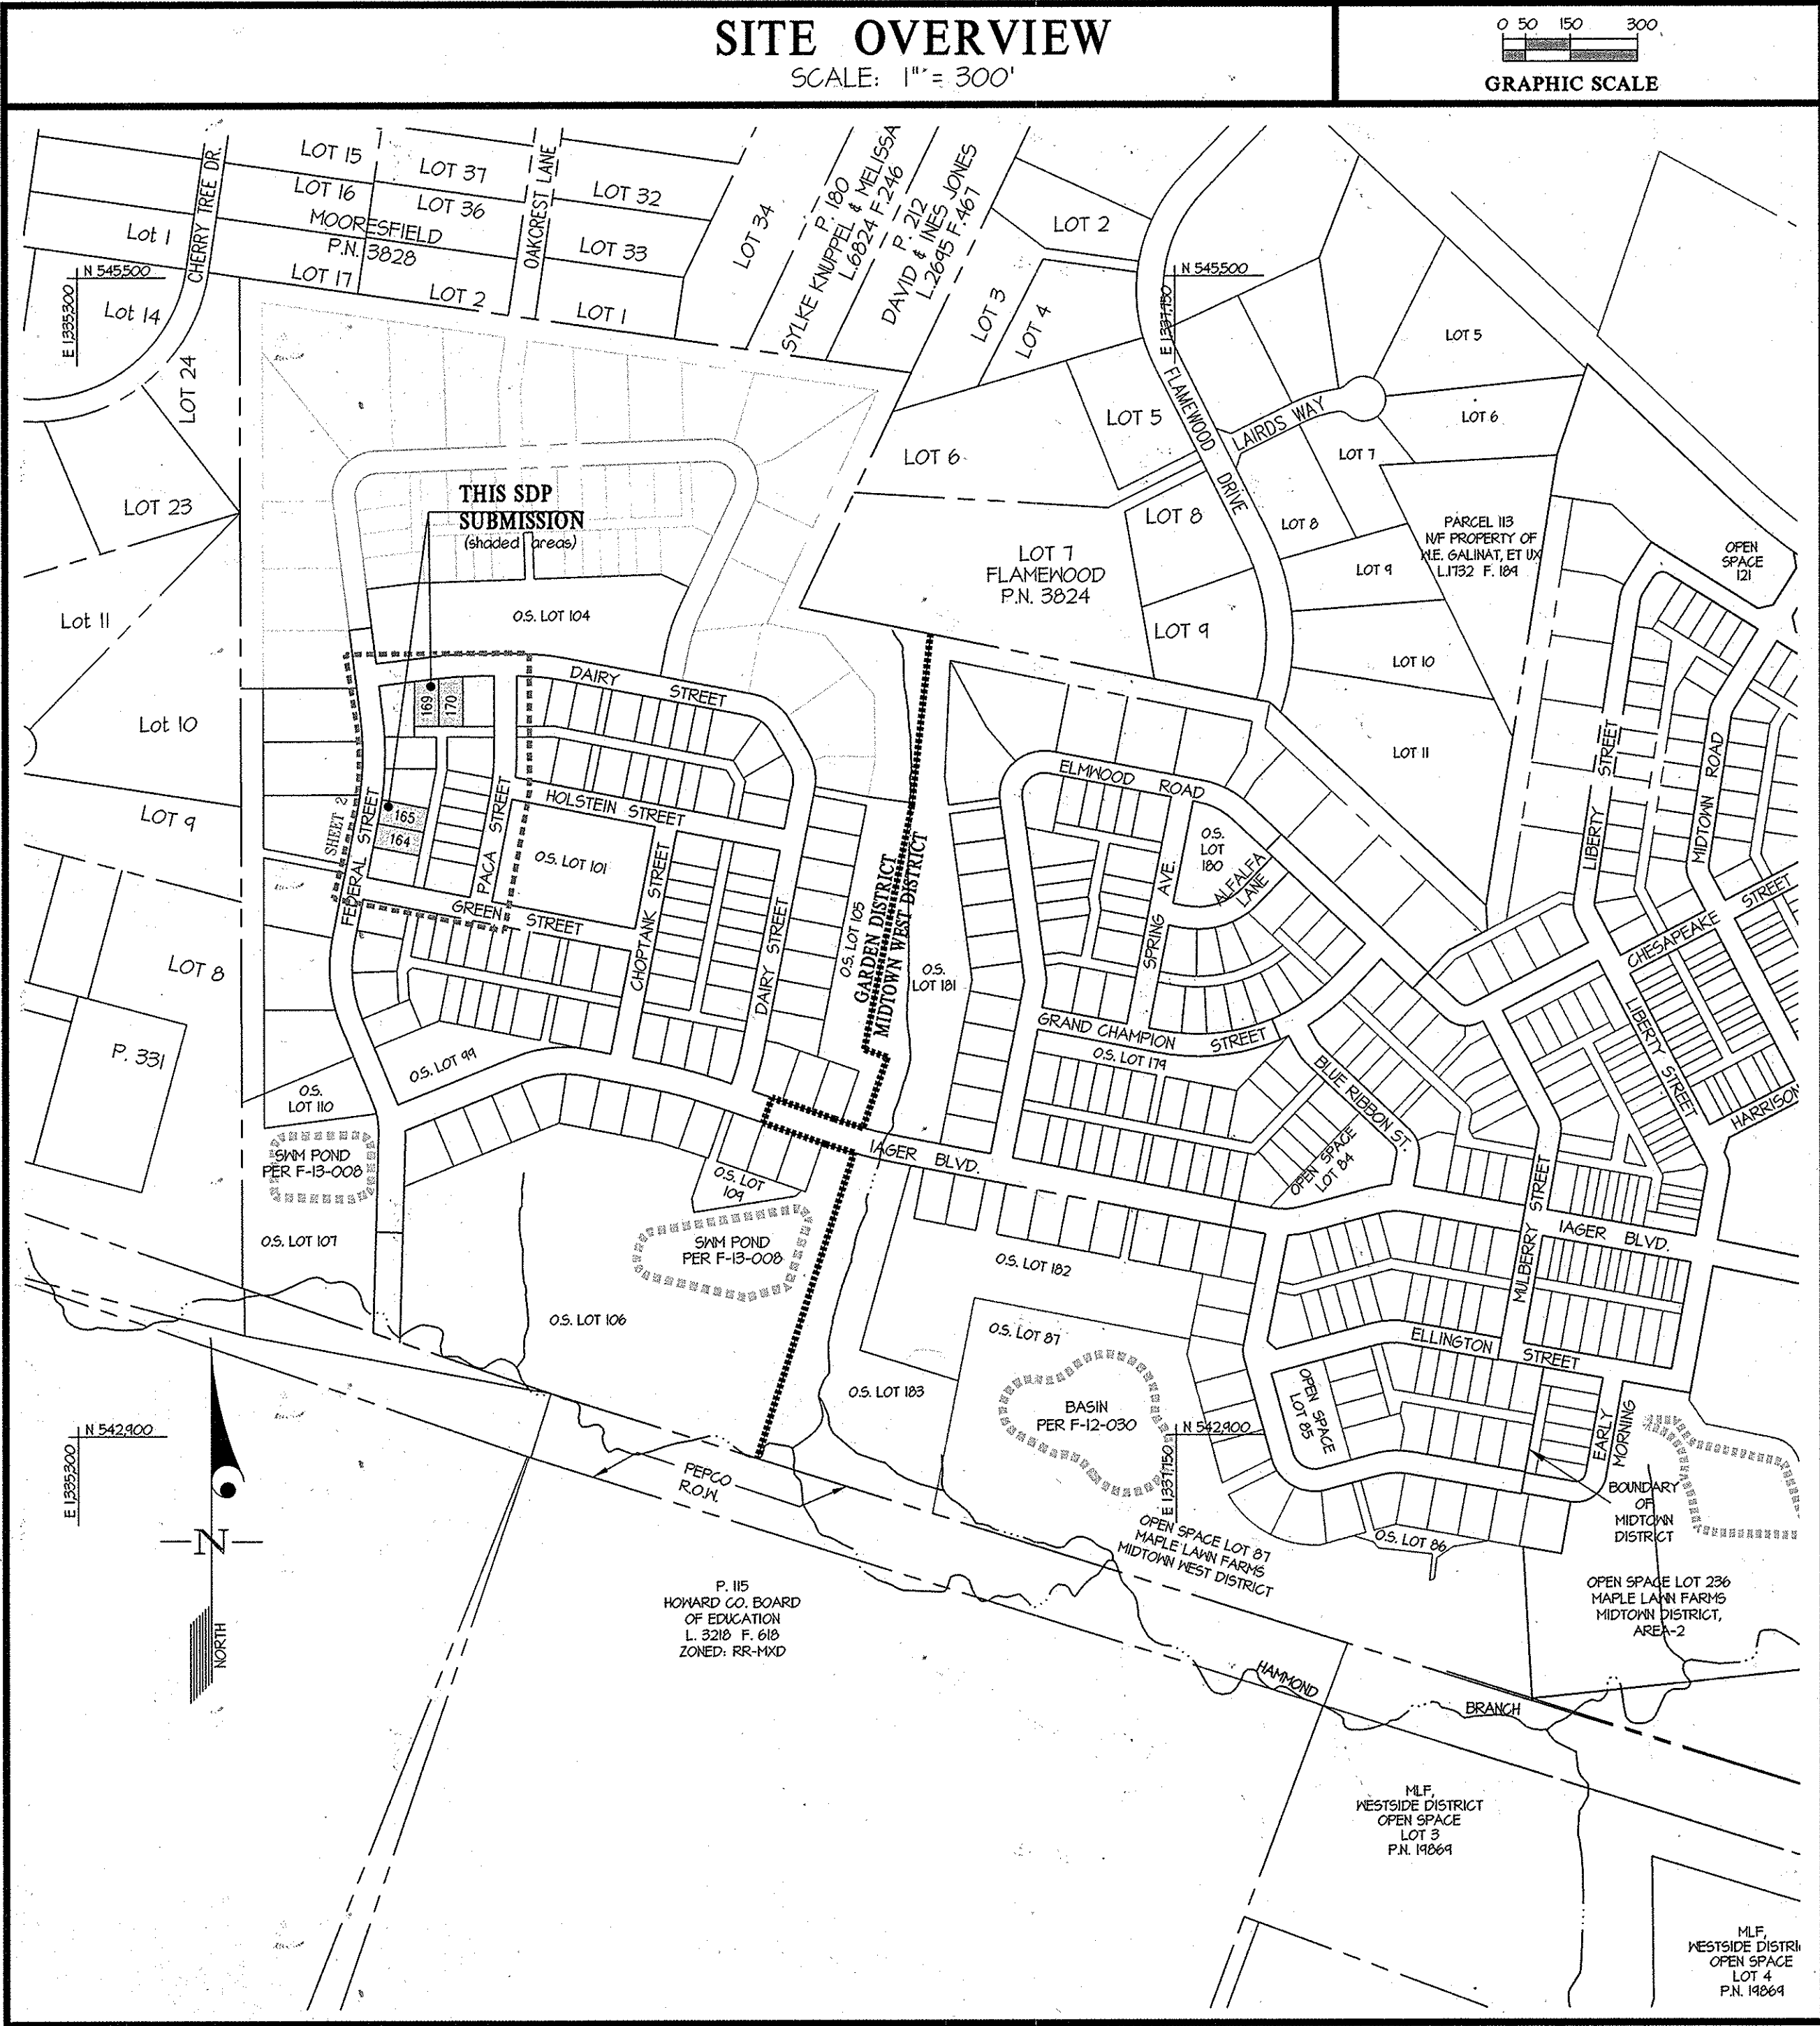 SITE OVERVIEW
SCALE: 1" = 300'
0 50 150 300
GRAPHIC SCALE
LOT 15
LOT 37
LOT 16
LOT 36
LOT 32
MOORESFIELD
P.N. 3828
Lot 1
LOT 33
LOT 17
LOT 2
LOT 1
Lot 14
CHERRY TREE DR.
OAKCREST LANE
LOT 34
P. 180
SYLKE KNUPPEL & MELISSA
L.6824 F.246
P. 212
DAVID & INES JONES
L.2695 F.467
LOT 2
LOT 3
LOT 4
N 545,500
E 1,335,300
N 545,500
E 1,337,150
LOT 5
LOT 24
FLAMEWOOD DRIVE
LAIRDS WAY
LOT 5
LOT 6
LOT 6
LOT 7
LOT 23
THIS SDP
SUBMISSION
(shaded areas)
LOT 8
LOT 8
PARCEL 113
N/F PROPERTY OF
W.E. GALINAT, ET UX
L.1732 F. 189
OPEN
SPACE
121
LOT 7
FLAMEWOOD
P.N. 3824
LOT 9
LOT 9
Lot 11
O.S. LOT 104
LOT 10
DAIRY STREET
169
170
Lot 10
LOT 11
LIBERTY STREET
MIDTOWN ROAD
ELMWOOD ROAD
HOLSTEIN STREET
LOT 9
SHEET 2
FEDERAL STREET
165
164
PACA STREET
O.S. LOT 101
O.S.
LOT
180
ALFALFA
LANE
SPRING AVE.
GREEN STREET
CHOPTANK STREET
DAIRY STREET
O.S. LOT 105
GARDEN DISTRICT
MIDTOWN WEST DISTRICT
O.S.
LOT 181
CHESAPEAKE STREET
LOT 8
LIBERTY STREET
GRAND CHAMPION STREET
O.S. LOT 179
P. 331
O.S. LOT 99
BLUE RIBBON ST.
HARRISON
O.S.
LOT 110
SWM POND
PER F-13-008
IAGER BLVD.
O.S. LOT
109
OPEN SPACE
LOT 84
MULBERRY STREET
IAGER BLVD.
O.S. LOT 107
SWM POND
PER F-13-008
O.S. LOT 182
O.S. LOT 106
O.S. LOT 87
ELLINGTON STREET
O.S. LOT 183
BASIN
PER F-12-030
OPEN SPACE
LOT 85
EARLY
MORNING
N 542,900
E 1,335,300
N 542,900
E 1,337,150
PEPCO
R.O.W.
BOUNDARY
OF
MIDTOWN
DISTRICT
OPEN SPACE LOT 87
MAPLE LAWN FARMS
MIDTOWN WEST DISTRICT
O.S. LOT 86
N
NORTH
P. 115
HOWARD CO. BOARD
OF EDUCATION
L. 3218 F. 618
ZONED: RR-MXD
OPEN SPACE LOT 236
MAPLE LAWN FARMS
MIDTOWN DISTRICT,
AREA-2
HAMMOND BRANCH
MLF,
WESTSIDE DISTRICT
OPEN SPACE
LOT 3
P.N. 19869
MLF,
WESTSIDE DISTRI
OPEN SPACE
LOT 4
P.N. 19869